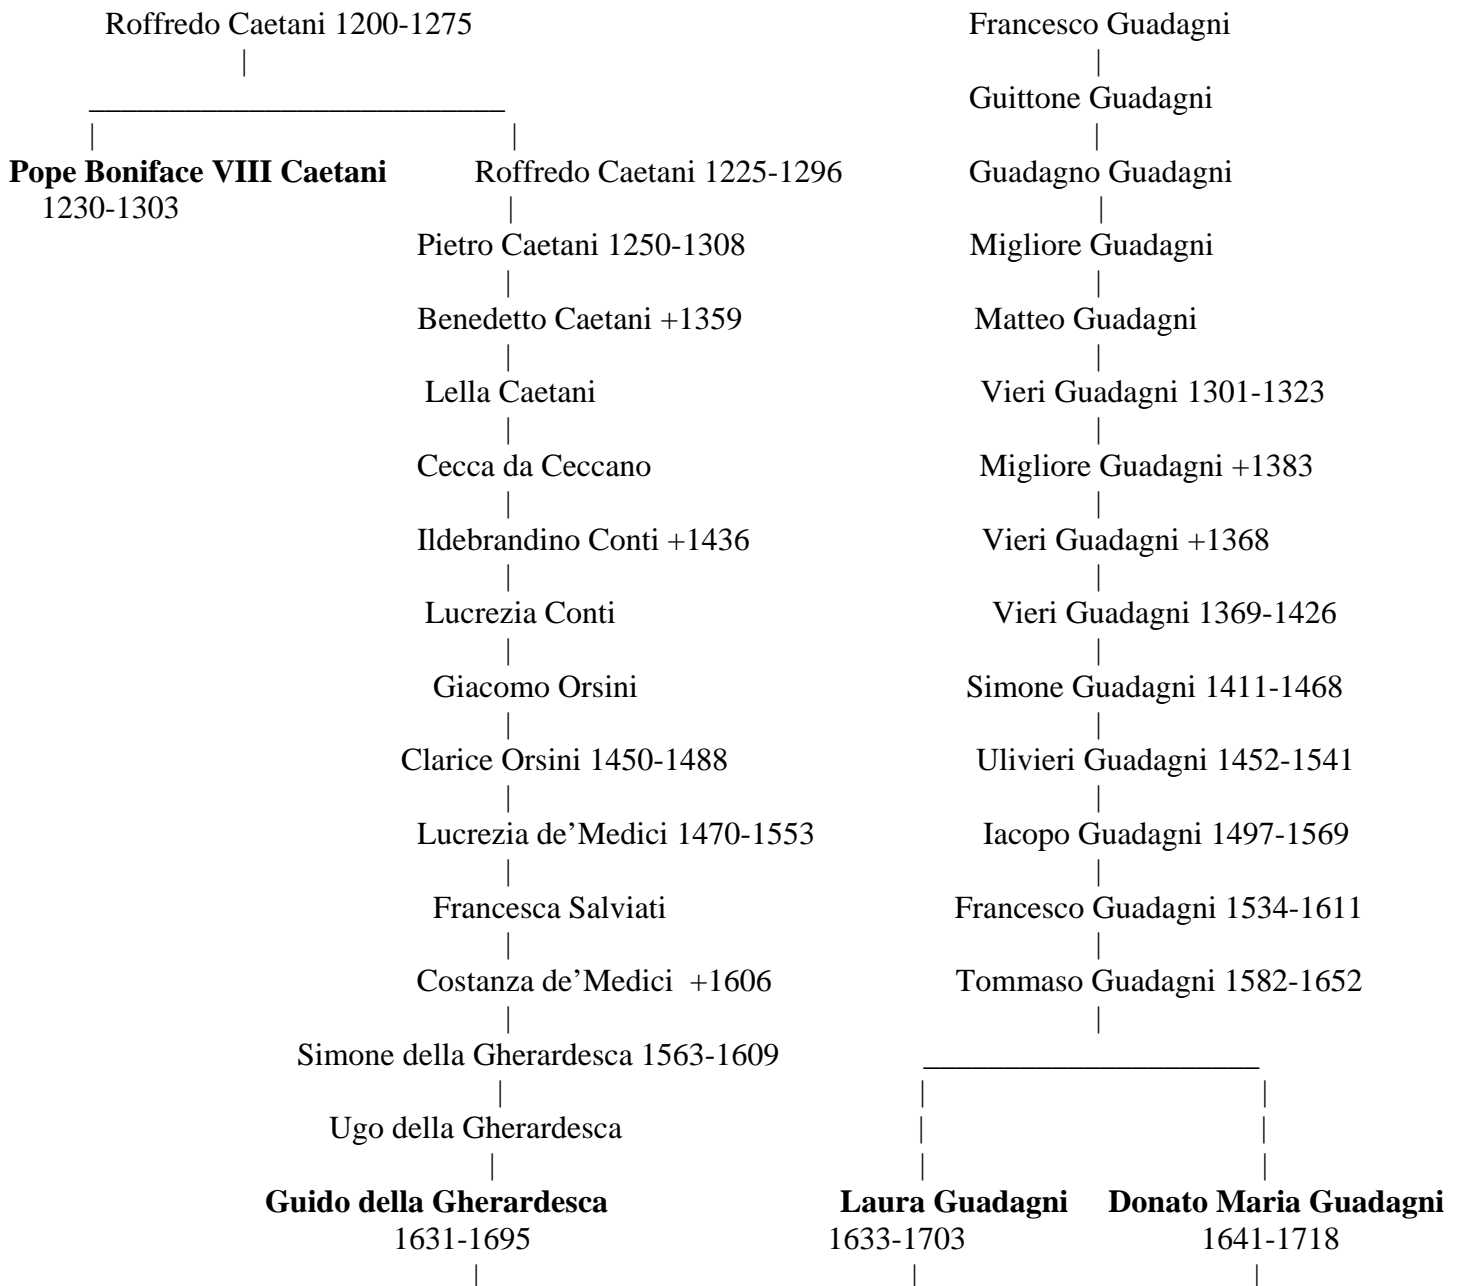 Roffredo Caetani 1200-1275 Francesco Guadagni
Guittone Guadagni
Pope Boniface VIII Caetani Roffredo Caetani 1225-1296 Guadagno Guadagni
1230-1303
Pietro Caetani 1250-1308 Migliore Guadagni
Benedetto Caetani +1359 Matteo Guadagni
Lella Caetani Vieri Guadagni 1301-1323
Cecca da Ceccano Migliore Guadagni +1383
Ildebrandino Conti +1436 Vieri Guadagni +1368
Lucrezia Conti Vieri Guadagni 1369-1426
Giacomo Orsini Simone Guadagni 1411-1468
Clarice Orsini 1450-1488 Ulivieri Guadagni 1452-1541
Lucrezia de’Medici 1470-1553 Iacopo Guadagni 1497-1569
Francesca Salviati Francesco Guadagni 1534-1611
Costanza de’Medici +1606 Tommaso Guadagni 1582-1652
Simone della Gherardesca 1563-1609
Ugo della Gherardesca
Guido della Gherardesca Laura Guadagni Donato Maria Guadagni
1631-1695 1633-1703 1641-1718